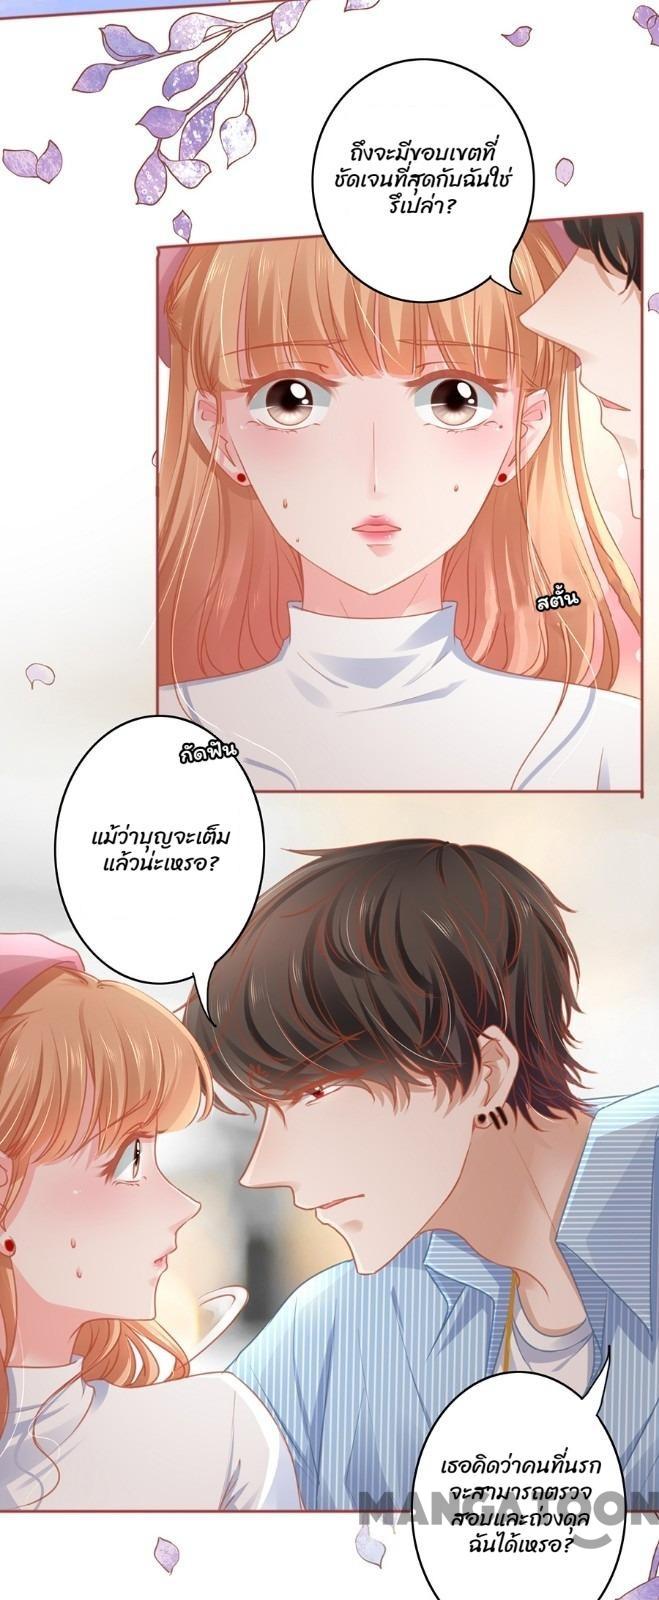 ถึงจะมีขอบเขตที่
ชัดเจนที่สุดกับฉันใช่
รึเปล่า?
สตั้น
กัดฟัน
แม้ว่าบุญจะเต็ม
แล้วน่ะเหรอ?
เธอคิดว่าคนที่นรก
จะสามารถตรวจ
สอบและถ่วงดุล
ฉันได้เหรอ?
MANGATOON